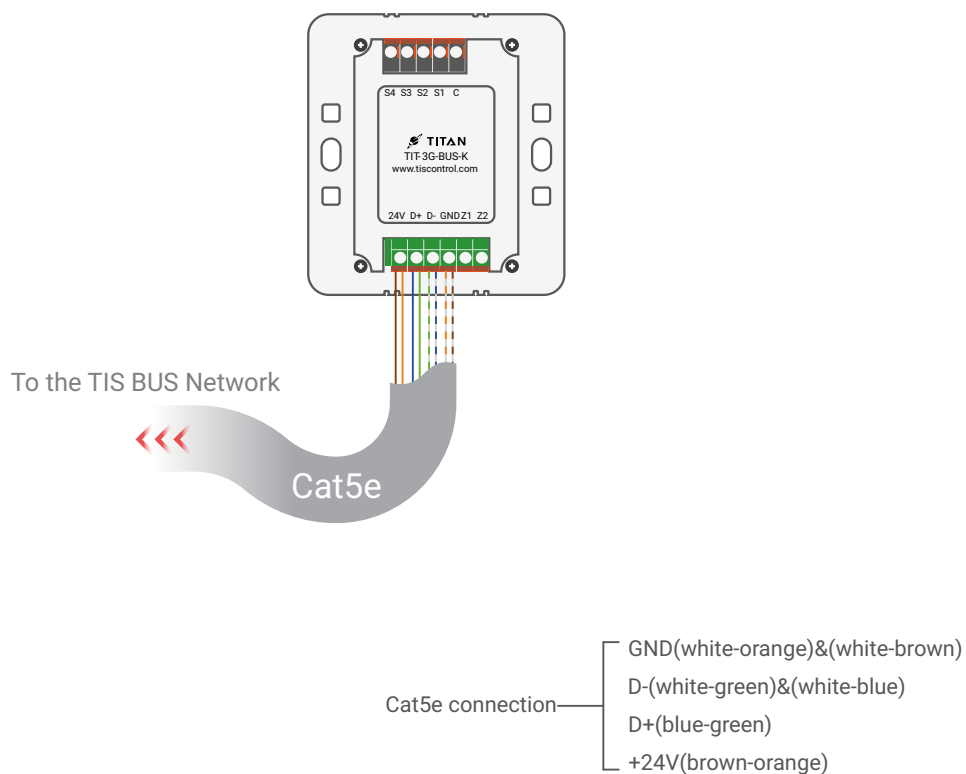 S4 S3 S2 S1 C
TITAN
TIT-3G-BUS-K
www.tiscontrol.com
24V D+ D- GND Z1 Z2
To the TIS BUS Network
Cat5e
GND(white-orange)&(white-brown)
D-(white-green)&(white-blue)
Cat5e connection
D+(blue-green)
+24V(brown-orange)